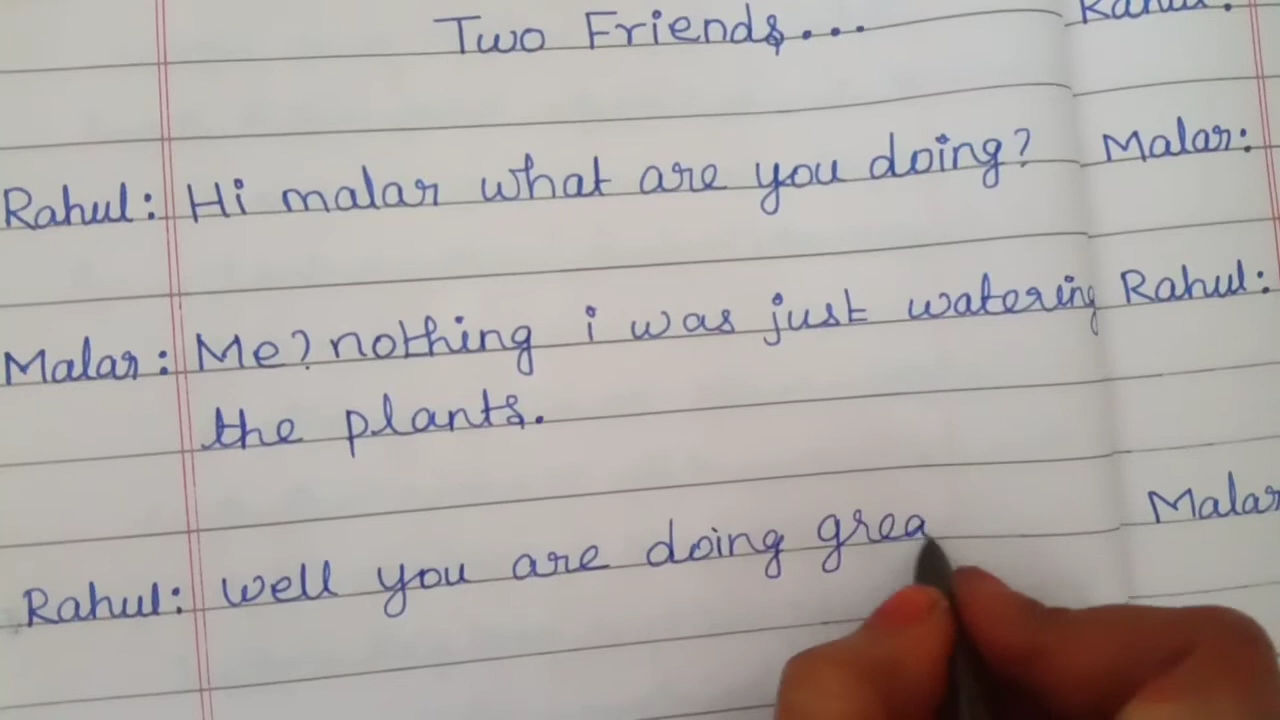 Two Friends...
Rahul: Hi malar what are you doing?
Malar: Me? nothing i was just watering
the plants.
Rahul: well you are doing grea
Rahul:
Malar:
Rahul:
Malar